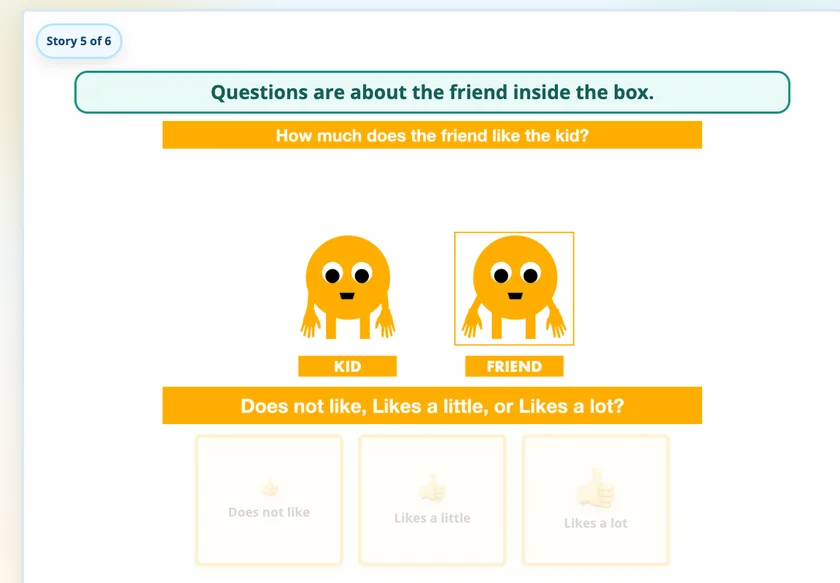 Story 5 of 6
Questions are about the friend inside the box.
How much does the friend like the kid?
KID
FRIEND
Does not like, Likes a little, or Likes a lot?
Does not like
Likes a little
Likes a lot